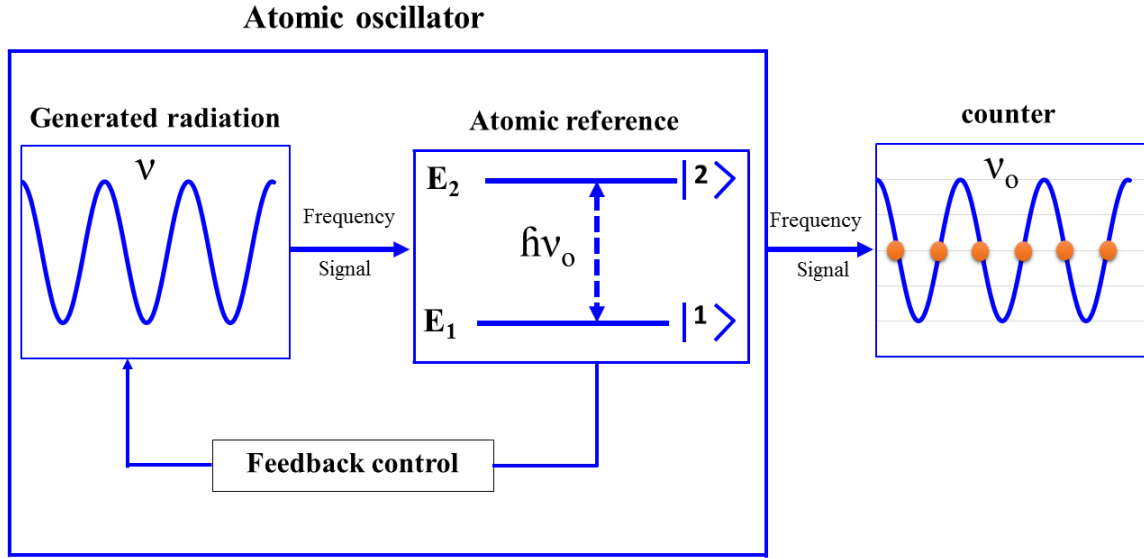 Atomic oscillator
Generated radiation
ν
Frequency
Signal
Atomic reference
E₂
|2〉
ℏν₀
E₁
|1〉
Feedback control
Frequency
Signal
counter
ν₀